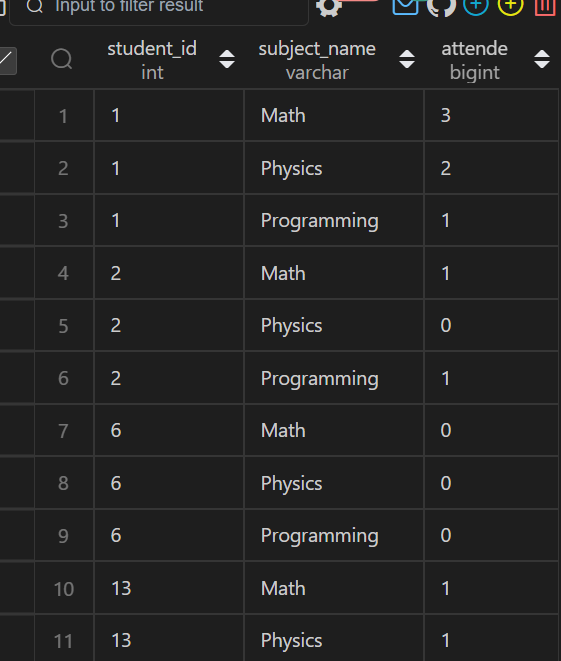 Input to filter result
student_id subject_name attende
int varchar bigint
1 1 Math 3
2 1 Physics 2
3 1 Programming 1
4 2 Math 1
5 2 Physics 0
6 2 Programming 1
7 6 Math 0
8 6 Physics 0
9 6 Programming 0
10 13 Math 1
11 13 Physics 1